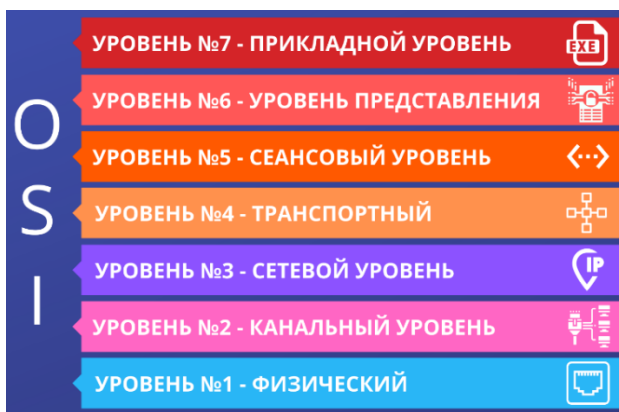 OSI
УРОВЕНЬ №7 - ПРИКЛАДНОЙ УРОВЕНЬ
EXE
УРОВЕНЬ №6 - УРОВЕНЬ ПРЕДСТАВЛЕНИЯ
УРОВЕНЬ №5 - СЕАНСОВЫЙ УРОВЕНЬ
УРОВЕНЬ №4 - ТРАНСПОРТНЫЙ
УРОВЕНЬ №3 - СЕТЕВОЙ УРОВЕНЬ
IP
УРОВЕНЬ №2 - КАНАЛЬНЫЙ УРОВЕНЬ
УРОВЕНЬ №1 - ФИЗИЧЕСКИЙ